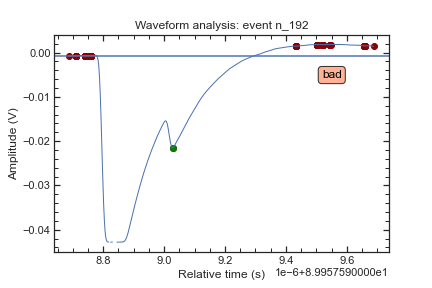 Waveform analysis: event n_192
0.00
−0.01
−0.02
−0.03
−0.04
Amplitude (V)
bad
8.8
9.0
9.2
9.4
9.6
Relative time (s)
1e-6+8.9957590000e1